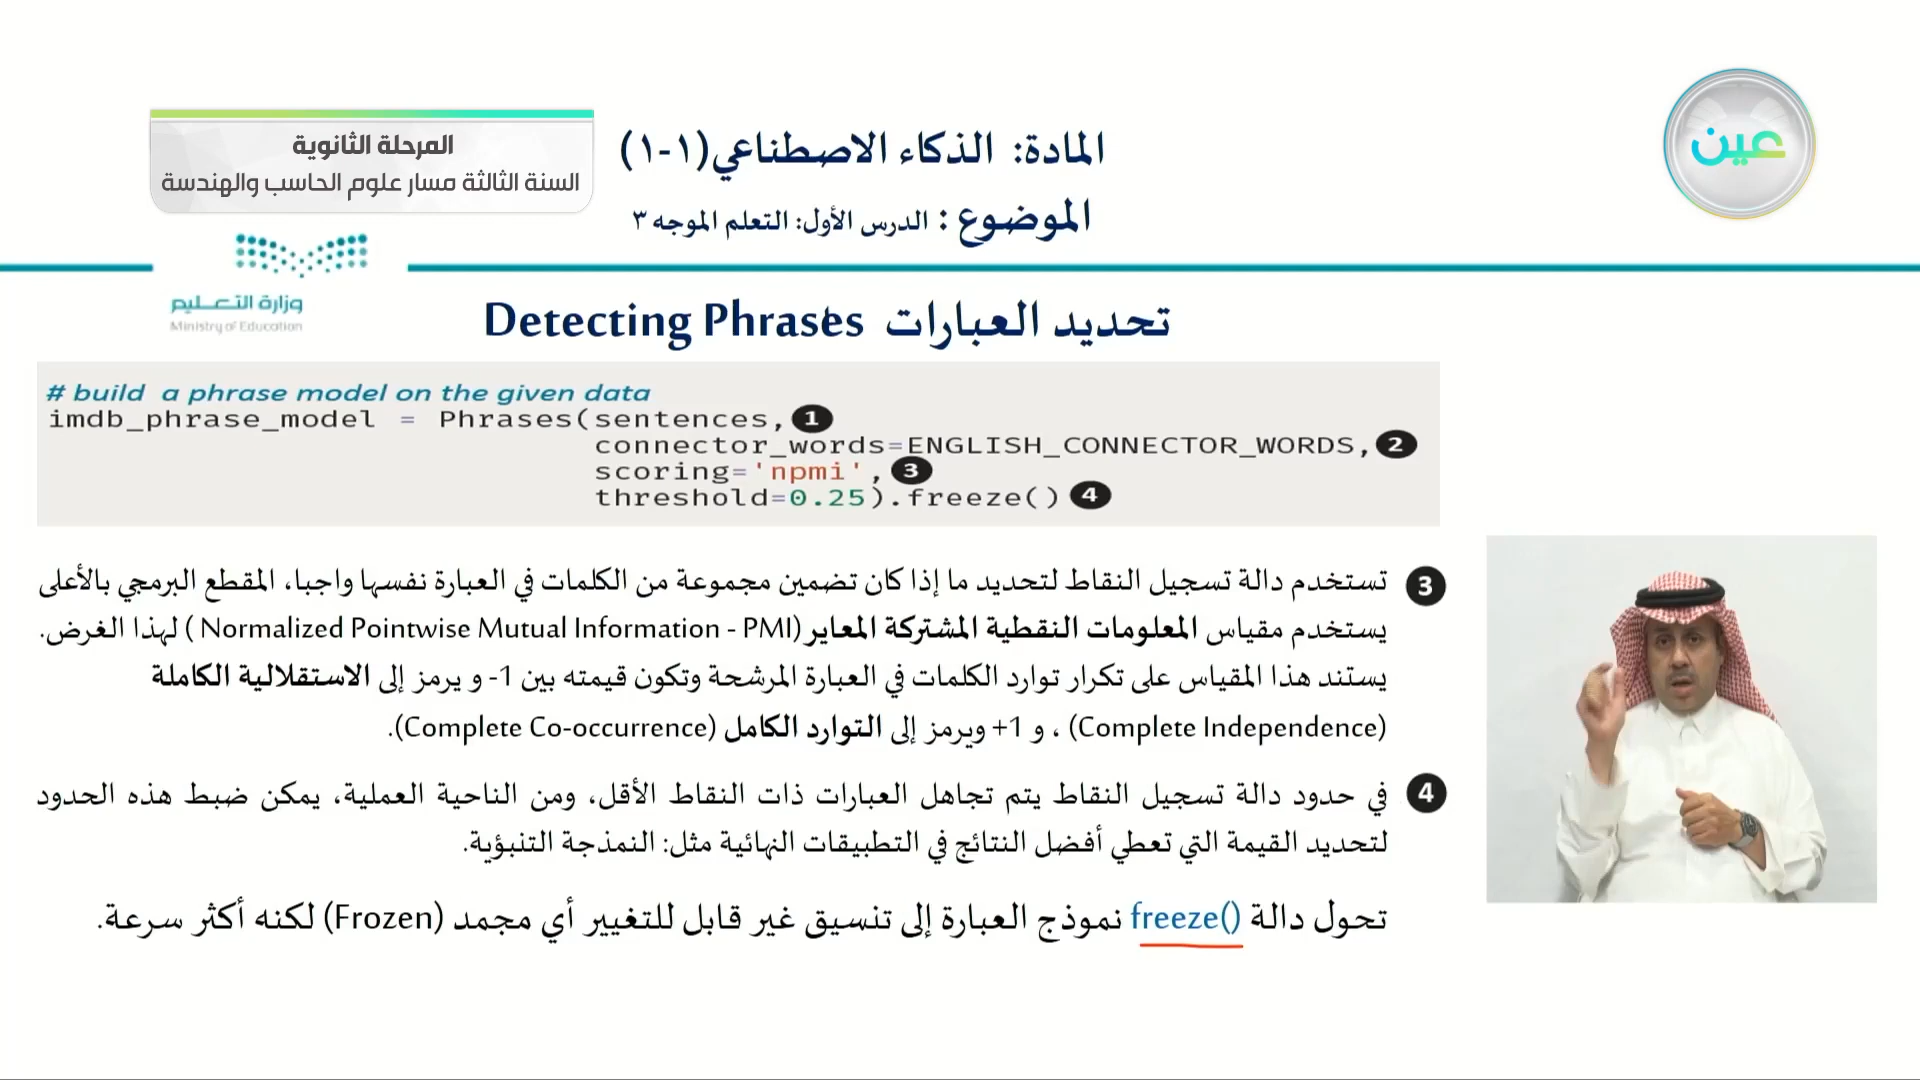 المرحلة الثانوية
السنة الثالثة مسار علوم الحاسب والهندسة
المادة: الذكاء الاصطناعي(١-١)
الموضوع : الدرس الأول: التعلم الموجه ٣
عين
وزارة التعـــليم
Ministry of Education
تحديد العبارات Detecting Phrases
# build a phrase model on the given data
imdb_phrase_model = Phrases(sentences, 1
connector_words=ENGLISH_CONNECTOR_WORDS, 2
scoring='npmi', 3
threshold=0.25).freeze() 4
3 تستخدم دالة تسجيل النقاط لتحديد ما إذا كان تضمين مجموعة من الكلمات في العبارة نفسها واجبا، المقطع البرمجي بالأعلى
يستخدم مقياس المعلومات النقطية المشتركة المعاير (Normalized Pointwise Mutual Information - PMI ) لهذا الغرض.
يستند هذا المقياس على تكرار توارد الكلمات في العبارة المرشحة وتكون قيمته بين 1- و يرمز إلى الاستقلالية الكاملة
(Complete Independence) ، و 1+ ويرمز إلى التوارد الكامل (Complete Co-occurrence).
4 في حدود دالة تسجيل النقاط يتم تجاهل العبارات ذات النقاط الأقل، ومن الناحية العملية، يمكن ضبط هذه الحدود
لتحديد القيمة التي تعطي أفضل النتائج في التطبيقات النهائية مثل: النمذجة التنبؤية.
تحول دالة freeze() نموذج العبارة إلى تنسيق غير قابل للتغيير أي مجمد (Frozen) لكنه أكثر سرعة.